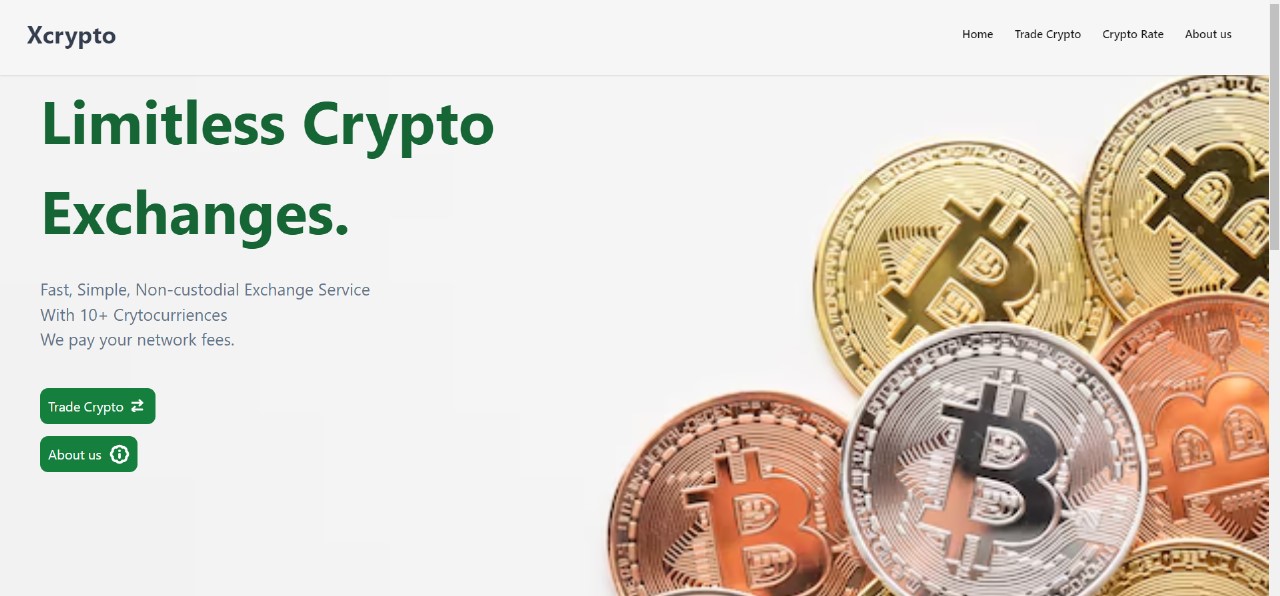 Xcrypto
Home
Trade Crypto
Crypto Rate
About us
Limitless Crypto
Exchanges.
Fast, Simple, Non-custodial Exchange Service
With 10+ Crytocurriences
We pay your network fees.
Trade Crypto
About us